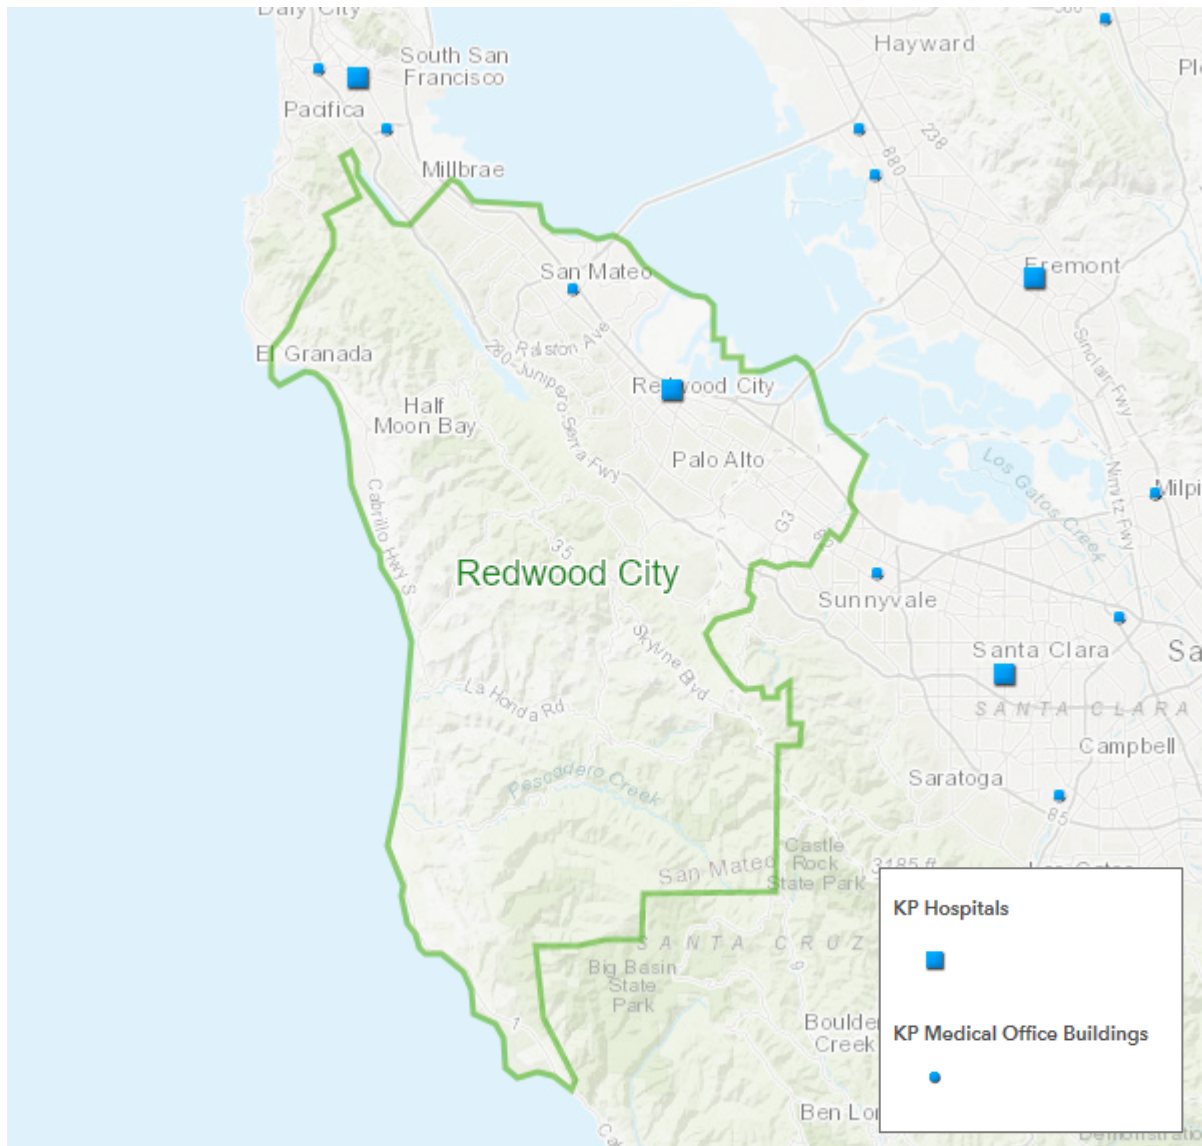 Daly City
South San
Francisco
Hayward
Pacifica
238
880
Millbrae
Fremont
San Mateo
Sinclair Fwy
Ralston Ave
El Granada
280-Junipero Serra Fwy
Redwood City
Half
Moon Bay
Palo Alto
Los Gatos Creek
Nimitz Fwy
Milpi
Cabrillo Hwy S
G3
35
Redwood City
Sunnyvale
Skyline Blvd
Santa Clara
Sa
La Honda Rd
SANTA CLARA
Campbell
Pescadero Creek
Saratoga
85
Castle
Rock
State Park
3185 ft
San Mateo
KP Hospitals
SANTA CRUZ
Big Basin
State
Park
9
1
Boulder
Creek
KP Medical Office Buildings
Ben Lo